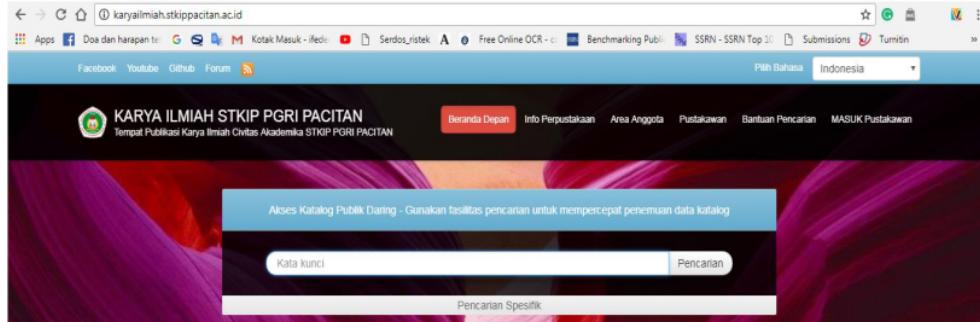 karyailmiah.stkippacitan.ac.id
Apps Doa dan harapan te Kotak Masuk - ifede Serdos_ristek Free Online OCR - c Benchmarking Publi SSRN - SSRN Top 10 Submissions Turnitin »
Facebook Youtube Github Forum Pilih Bahasa Indonesia
KARYA ILMIAH STKIP PGRI PACITAN
Tempat Publikasi Karya Ilmiah Civitas Akademika STKIP PGRI PACITAN
Beranda Depan Info Perpustakaan Area Anggota Pustakawan Bantuan Pencarian MASUK Pustakawan
Akses Katalog Publik Daring - Gunakan fasilitas pencarian untuk mempercepat penemuan data katalog
Kata kunci Pencarian
Pencarian Spesifik